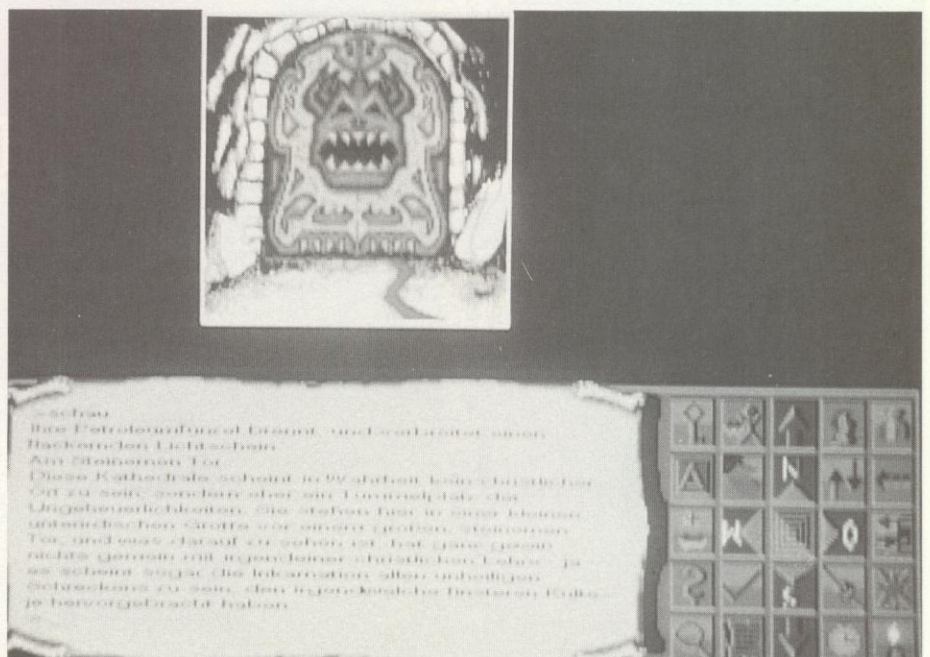 >schau
Ihre Petroleumfunzel brennt, und verbreitet einen
flackernden Lichtschein.
Am Steinernen Tor
Diese Kathedrale scheint in Wahrheit kein christlicher
Ort zu sein, sondern eher ein Tummelplatz der
Ungeheuerlichkeiten. Sie stehen hier in einer kleinen
unterirdischen Grotte vor einem großen, steinernen
Tor, und was darauf zu sehen ist, hat ganz gewiß
nichts gemein mit irgendeiner christlichen Lehre - ja
es scheint sogar die Inkarnation allen unheiligen
Schreckens zu sein, den irgendwelche finsteren Kulte
je hervorgebracht haben.
>
N
W O
S